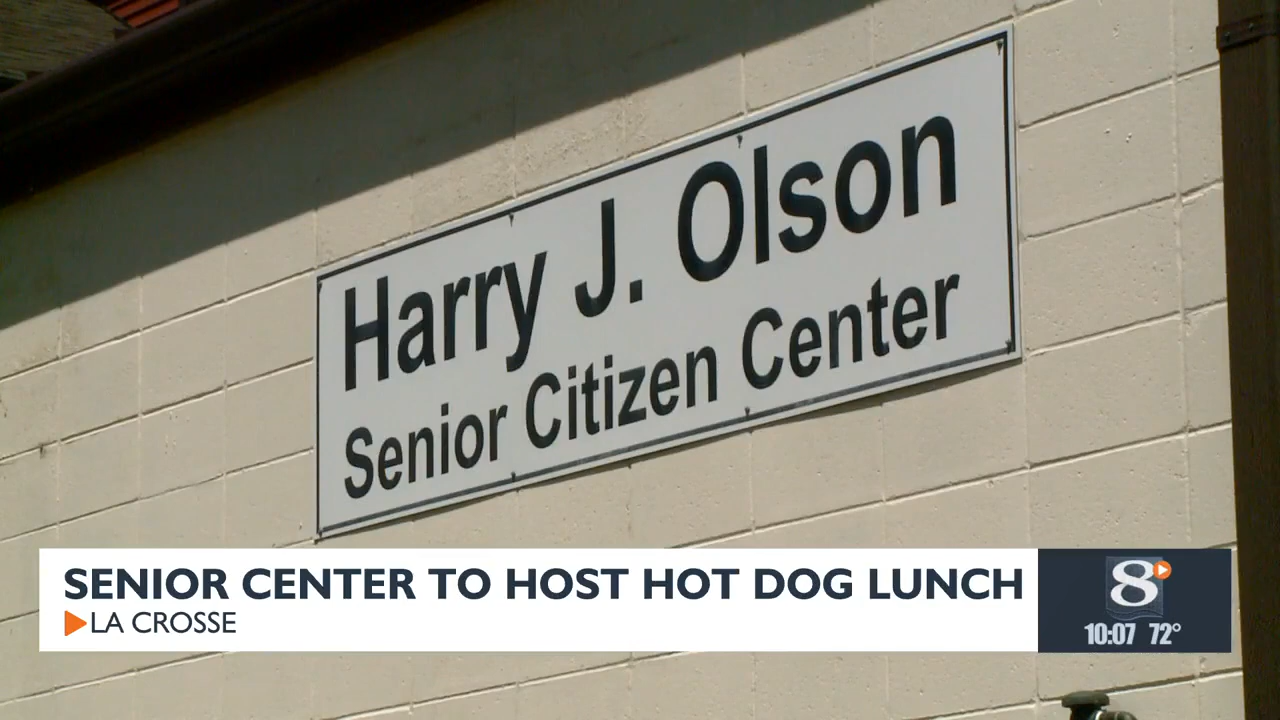 Harry J. Olson
Senior Citizen Center
SENIOR CENTER TO HOST HOT DOG LUNCH
LA CROSSE
8
10:07 72°